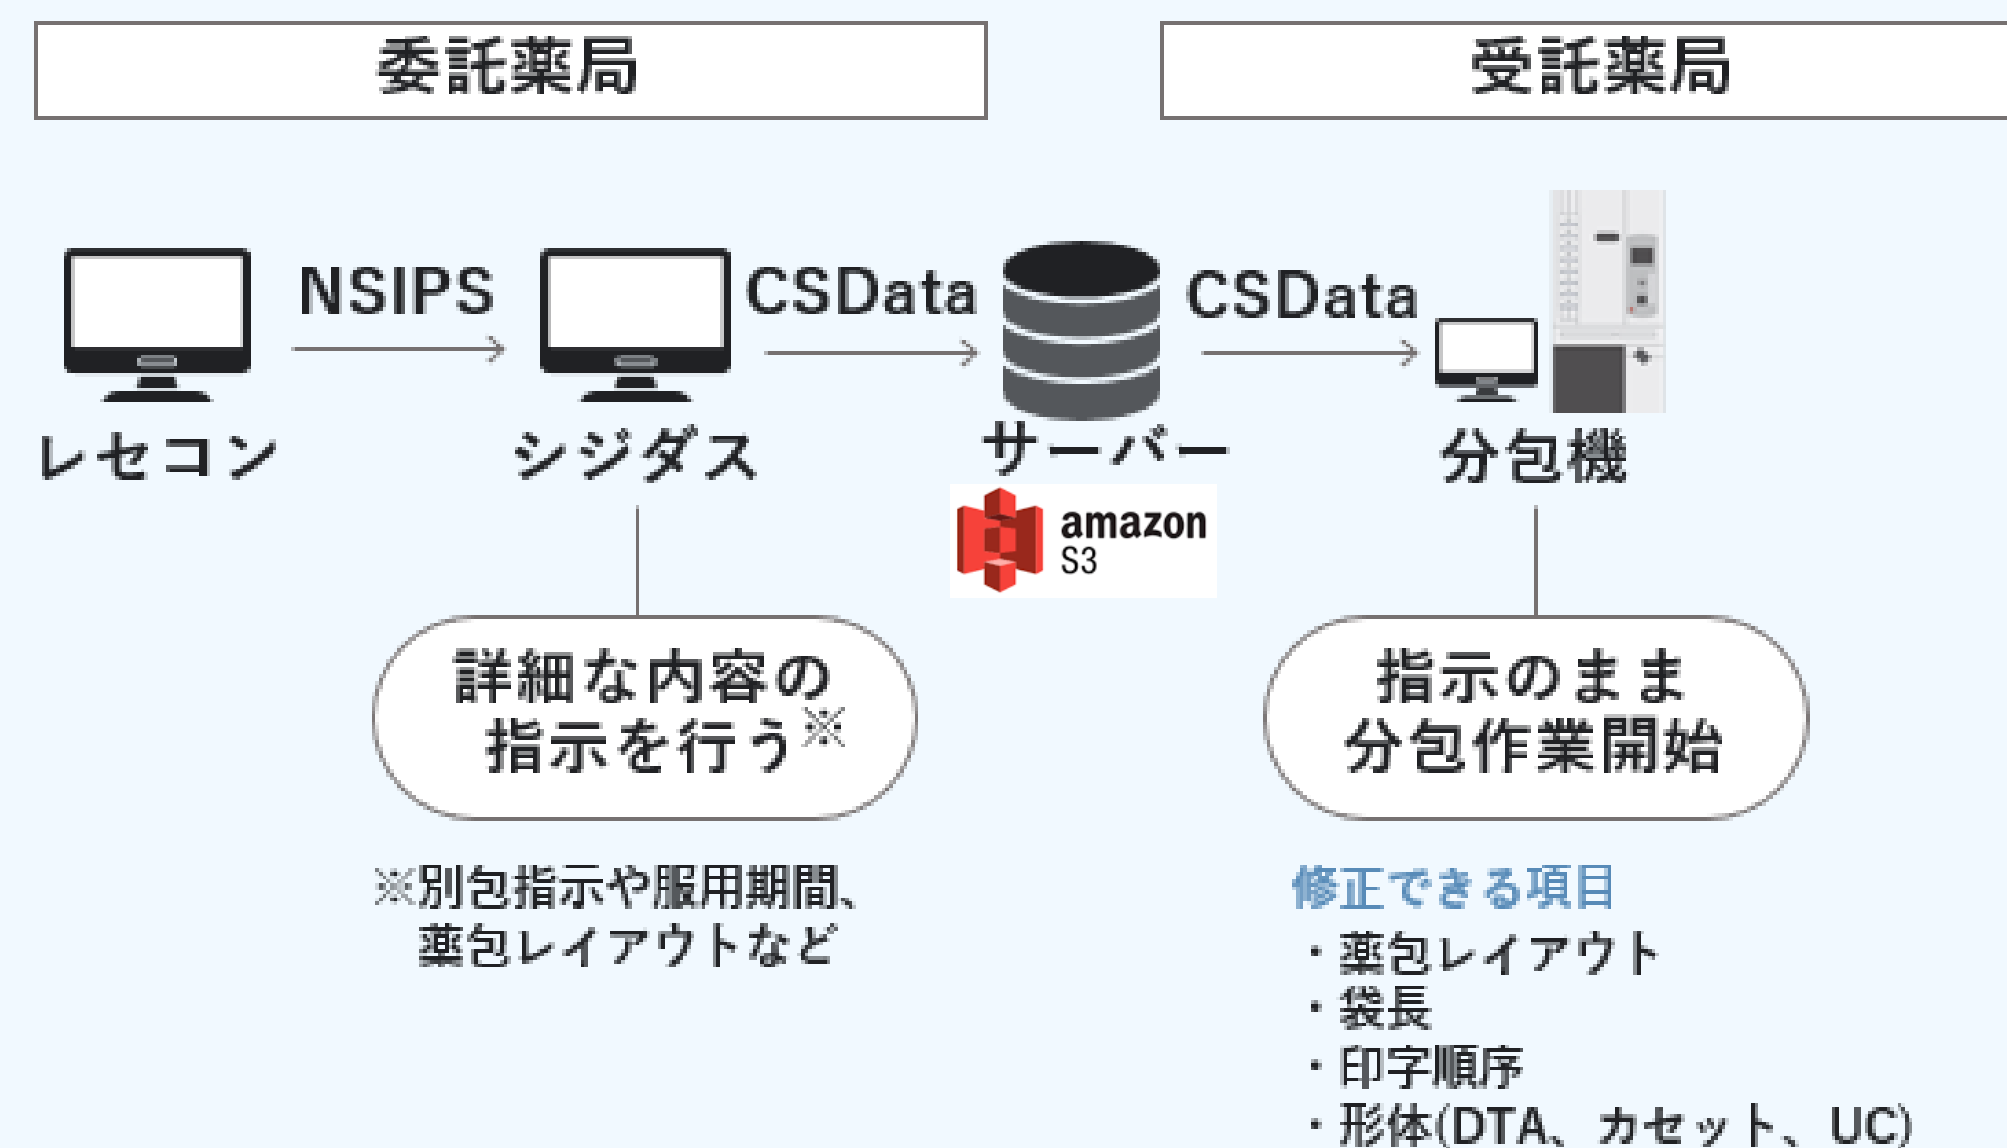 委託薬局
受託薬局
NSIPS
CSData
CSData
レセコン
シジダス
サーバー
分包機
amazon
S3
詳細な内容の
指示を行う※
指示のまま
分包作業開始
※別包指示や服用期間、
薬包レイアウトなど
修正できる項目
・薬包レイアウト
・袋長
・印字順序
・形体(DTA、カセット、UC)